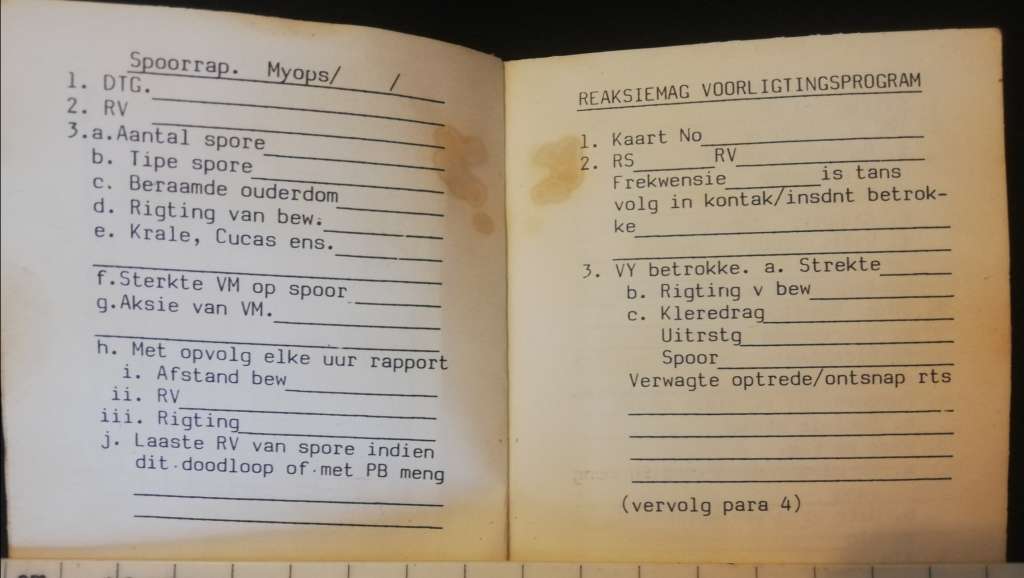 Spoorrap. Myops/ /
1. DTG.
2. RV
3.a.Aantal spore
b. Tipe spore
c. Beraamde ouderdom
d. Rigting van bew.
e. Krale, Cucas ens.
f.Sterkte VM op spoor
g.Aksie van VM.
h. Met opvolg elke uur rapport
i. Afstand bew
ii. RV
iii. Rigting
j. Laaste RV van spore indien
dit doodloop of met PB meng
REAKSIEMAG VOORLIGTINGSPROGRAM
1. Kaart No
2. RS RV
Frekwensie is tans
volg in kontak/insdnt betrok-
ke
3. VY betrokke. a. Strekte
b. Rigting v bew
c. Kleredrag
Uitrstg
Spoor
Verwagte optrede/ontsnap rts
(vervolg para 4)